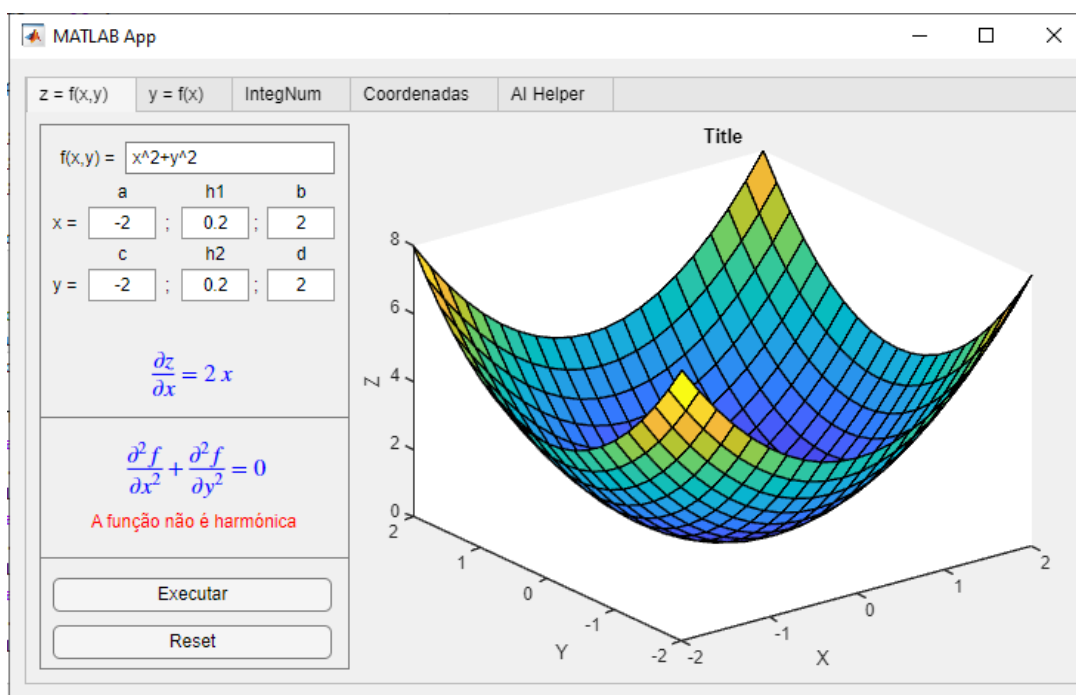 MATLAB App
z = f(x,y) y = f(x) IntegNum Coordenadas AI Helper
f(x,y) = x^2+y^2
a h1 b
x = -2 ; 0.2 ; 2
c h2 d
y = -2 ; 0.2 ; 2
∂z/∂x = 2 x
∂²f/∂x² + ∂²f/∂y² = 0
A função não é harmónica
Executar
Reset
Title
8
6
4
2
0
Z
2
1
0
-1
-2
Y
-2
-1
0
1
2
X